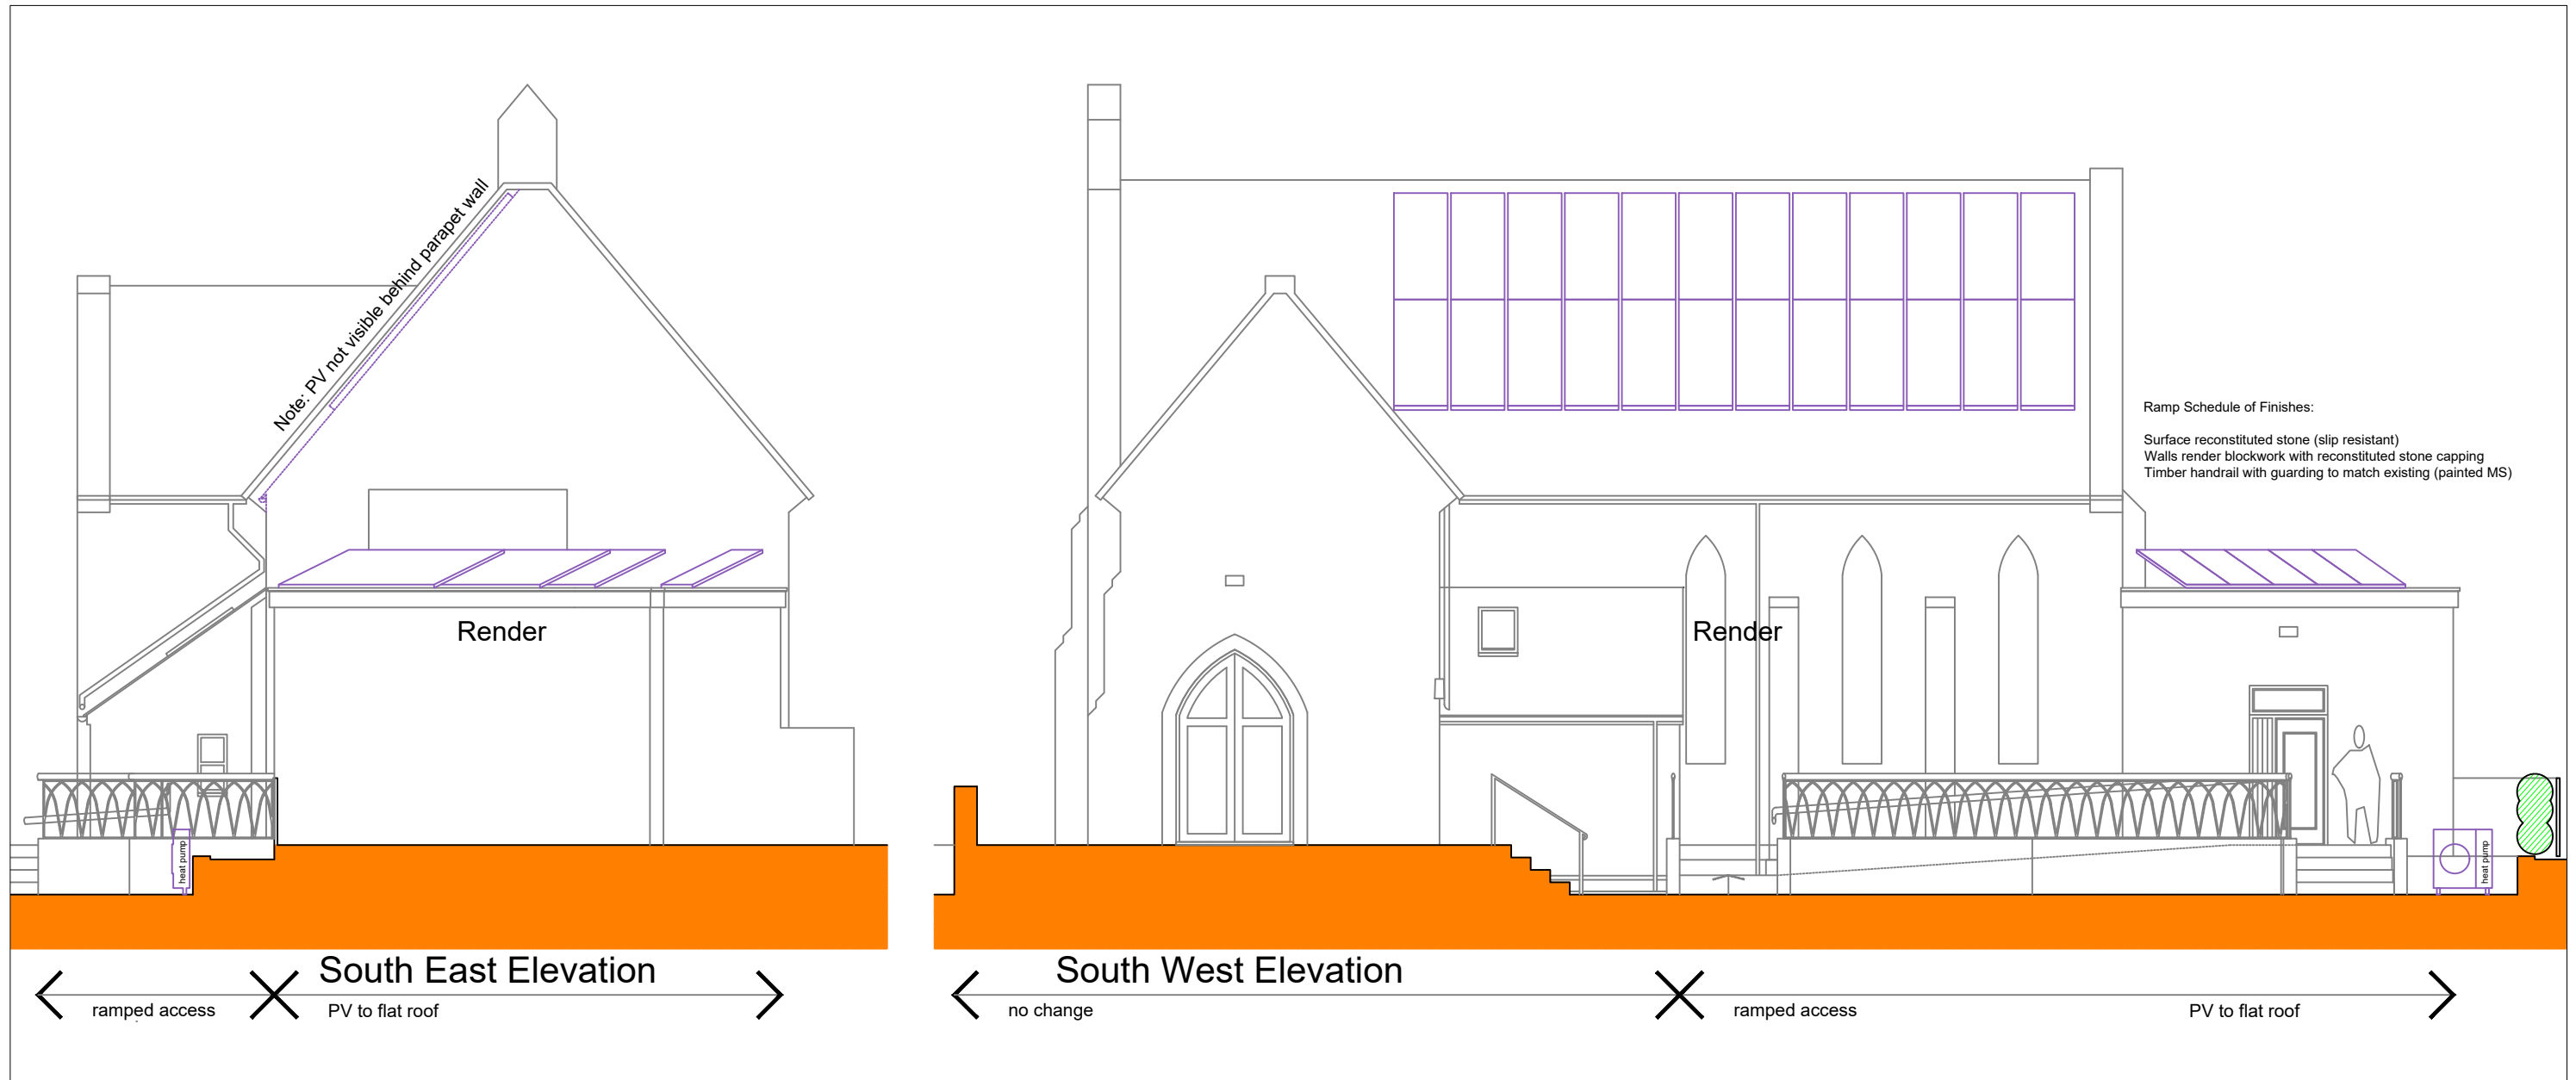 Note: PV not visible behind parapet wall
Render
heat pump
South East Elevation
ramped access
PV to flat roof
Render
Ramp Schedule of Finishes:
Surface reconstituted stone (slip resistant)
Walls render blockwork with reconstituted stone capping
Timber handrail with guarding to match existing (painted MS)
heat pump
South West Elevation
no change
ramped access
PV to flat roof